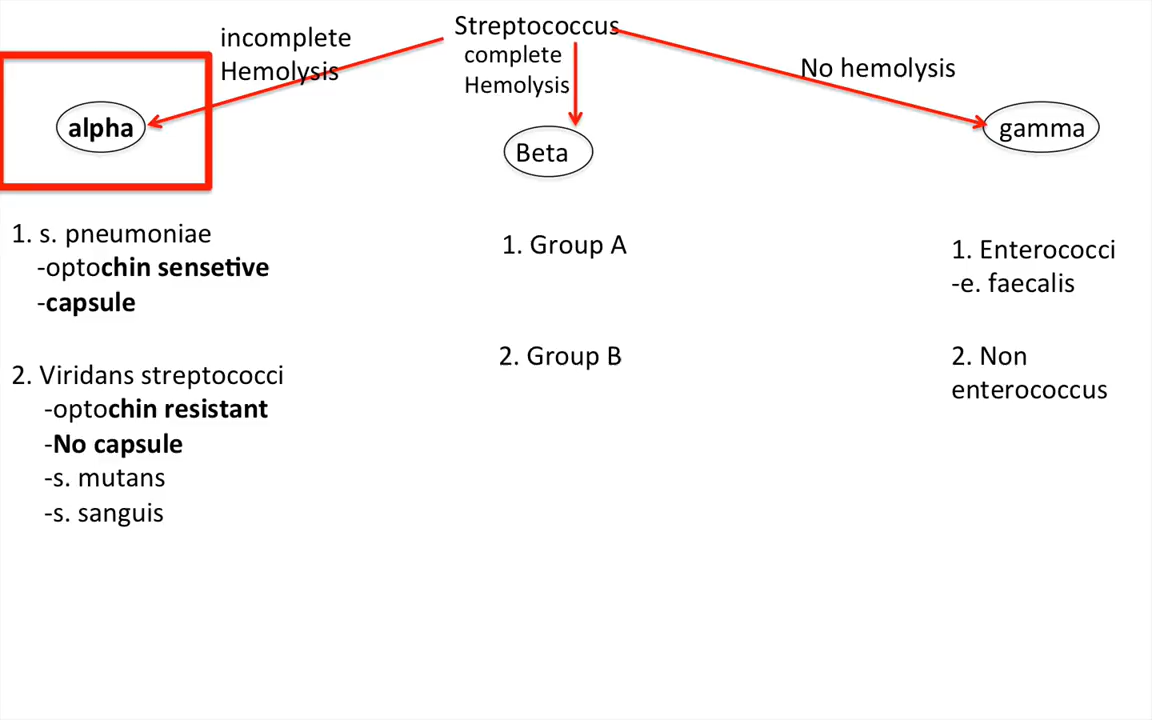 Streptococcus
incomplete
Hemolysis
complete
Hemolysis
No hemolysis
alpha
Beta
gamma
1. s. pneumoniae
-optochin sensetive
-capsule
2. Viridans streptococci
-optochin resistant
-No capsule
-s. mutans
-s. sanguis
1. Group A
2. Group B
1. Enterococci
-e. faecalis
2. Non
enterococcus